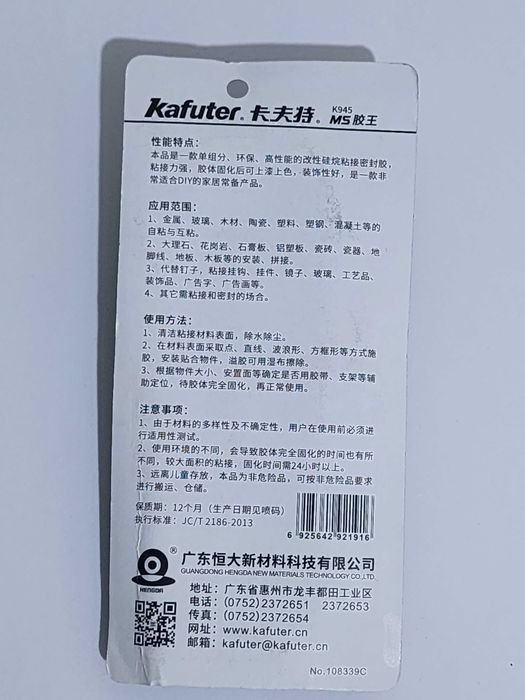 Kafuter® 卡夫特® K945 MS胶王
性能特点：
本品是一款单组分、环保、高性能的改性硅烷粘接密封胶，
粘接力强，胶体固化后可上漆上色，装饰性好，是一款非
常适合DIY的家居常备产品。
应用范围：
1、金属、玻璃、木材、陶瓷、塑料、塑钢、混凝土等的
自粘与互粘。
2、大理石、花岗岩、石膏板、铝塑板、瓷砖、瓷器、地
脚线、地板、木板等的安装、拼接。
3、代替钉子，粘接挂钩、挂件、镜子、玻璃、工艺品、
装饰品、广告字、广告画等。
4、其它需粘接和密封的场合。
使用方法：
1、清洁粘接材料表面，除水除尘。
2、在材料表面采取点、直线、波浪形、方框形等方式施
胶，安装贴合物件，溢胶可用湿布擦除。
3、根据物件大小、安置面等确定是否用胶带、支架等辅
助定位，待胶体完全固化，再正常使用。
注意事项：
1、由于材料的多样性及不确定性，用户在使用前必须进
行适用性测试。
2、使用环境的不同，会导致胶体完全固化的时间也有所
不同，较大面积的粘接，固化时间需24小时以上。
3、远离儿童存放，本品为非危险品，可按非危险品要求
进行搬运、仓储。
保质期：12个月（生产日期见喷码）
执行标准：JC/T 2186-2013
6 925642 921916
HENGDA ®
广东恒大新材料科技有限公司
GUANGDONG HENGDA NEW MATERIALS TECHNOLOGY CO.,LTD.
地址：广东省惠州市龙丰都田工业区
电话：(0752)2372651 2372653
传真：(0752)2372654
网址：www.kafuter.cn
邮箱：kafuter@kafuter.cn
No.108339C